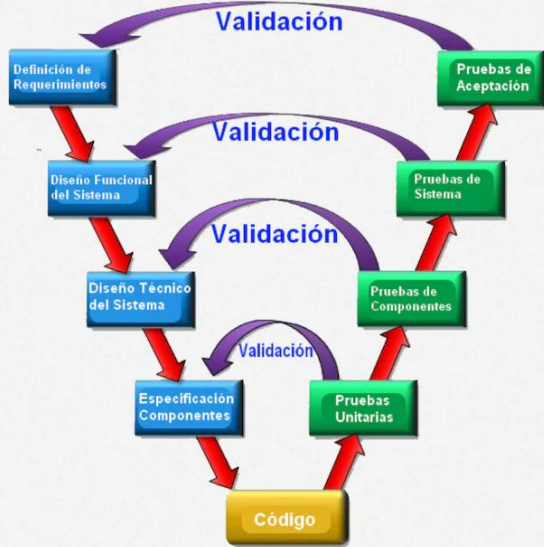 Validación
Definición de
Requerimientos
Pruebas de
Aceptación
Validación
Diseño Funcional
del Sistema
Pruebas de
Sistema
Validación
Diseño Técnico
del Sistema
Pruebas de
Componentes
Validación
Especificación
Componentes
Pruebas
Unitarias
Código